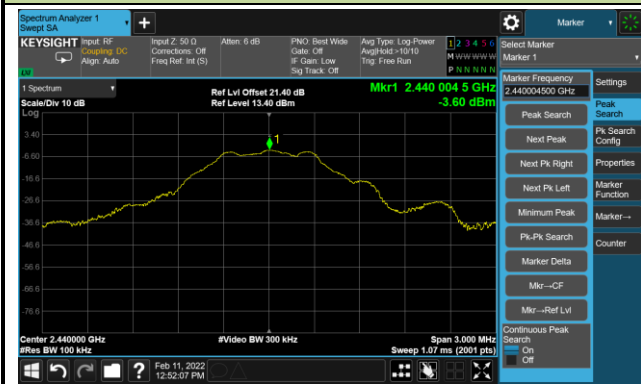 Spectrum Analyzer 1
Swept SA
Marker
KEYSIGHT
Input: RF
Coupling: DC
Align: Auto
Input Z: 50 Ω
Corrections: Off
Freq Ref: Int (S)
Atten: 6 dB
PNO: Best Wide
Gate: Off
IF Gain: Low
Sig Track: Off
Avg Type: Log-Power
Avg|Hold:>10/10
Trig: Free Run
1 2 3 4 5 6
M W W W W W
P N N N N N
Select Marker
Marker 1
1 Spectrum
Scale/Div 10 dB
Log
Ref Lvl Offset 21.40 dB
Ref Level 13.40 dBm
Mkr1 2.440 004 5 GHz
-3.60 dBm
1
3.40
-6.60
-16.6
-26.6
-36.6
-46.6
-56.6
-66.6
-76.6
Center 2.440000 GHz
#Res BW 100 kHz
#Video BW 300 kHz
Span 3.000 MHz
Sweep 1.07 ms (2001 pts)
Marker Frequency
2.440004500 GHz
Peak Search
Next Peak
Next Pk Right
Next Pk Left
Minimum Peak
Pk-Pk Search
Marker Delta
Mkr→CF
Mkr→Ref Lvl
Continuous Peak
Search
On
Off
Settings
Peak
Search
Pk Search
Config
Properties
Marker
Function
Marker→
Counter
Feb 11, 2022
12:52:07 PM